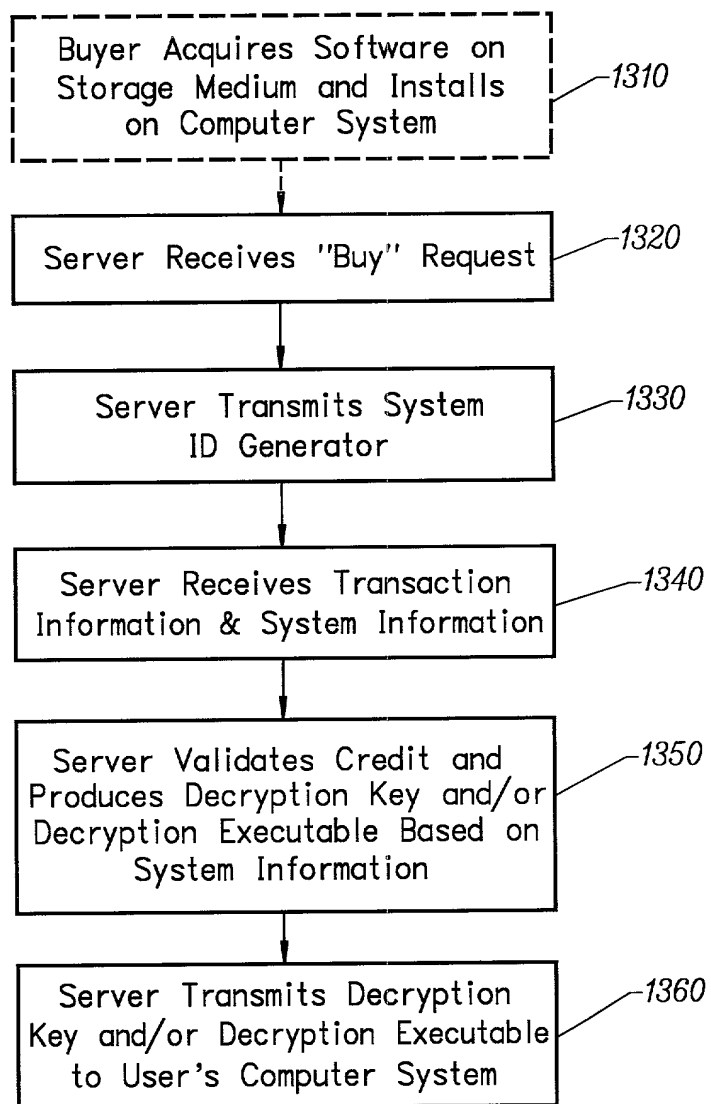 Buyer Acquires Software on
Storage Medium and Installs
on Computer System
1310
Server Receives "Buy" Request
1320
Server Transmits System
ID Generator
1330
Server Receives Transaction
Information & System Information
1340
Server Validates Credit and
Produces Decryption Key and/or
Decryption Executable Based on
System Information
1350
Server Transmits Decryption
Key and/or Decryption Executable
to User's Computer System
1360